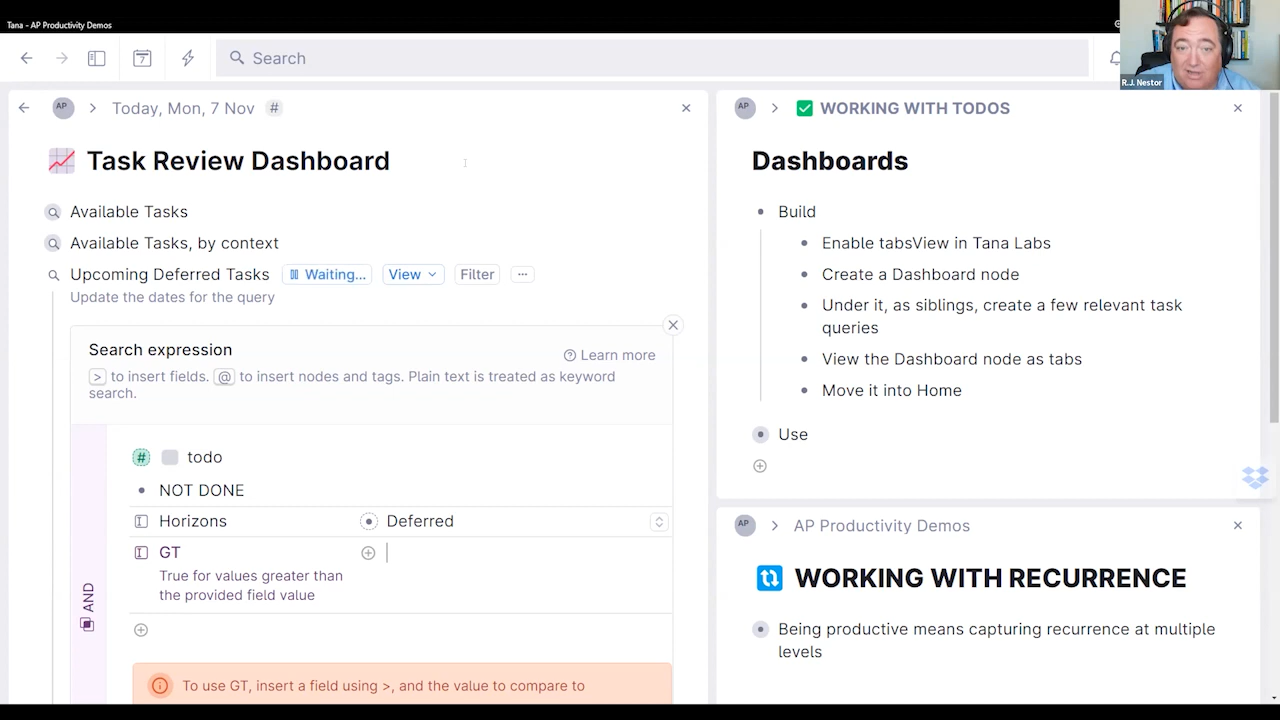 Tana - AP Productivity Demos
7
Search
R.J. Nestor
AP
Today, Mon, 7 Nov #
Task Review Dashboard
Available Tasks
Available Tasks, by context
Upcoming Deferred Tasks Waiting... View Filter ...
Update the dates for the query
Search expression
Learn more
> to insert fields. @ to insert nodes and tags. Plain text is treated as keyword
search.
# todo
NOT DONE
Horizons Deferred
GT
True for values greater than
the provided field value
AND
To use GT, insert a field using >, and the value to compare to
AP
WORKING WITH TODOS
Dashboards
Build
Enable tabsView in Tana Labs
Create a Dashboard node
Under it, as siblings, create a few relevant task
queries
View the Dashboard node as tabs
Move it into Home
Use
AP
AP Productivity Demos
WORKING WITH RECURRENCE
Being productive means capturing recurrence at multiple
levels